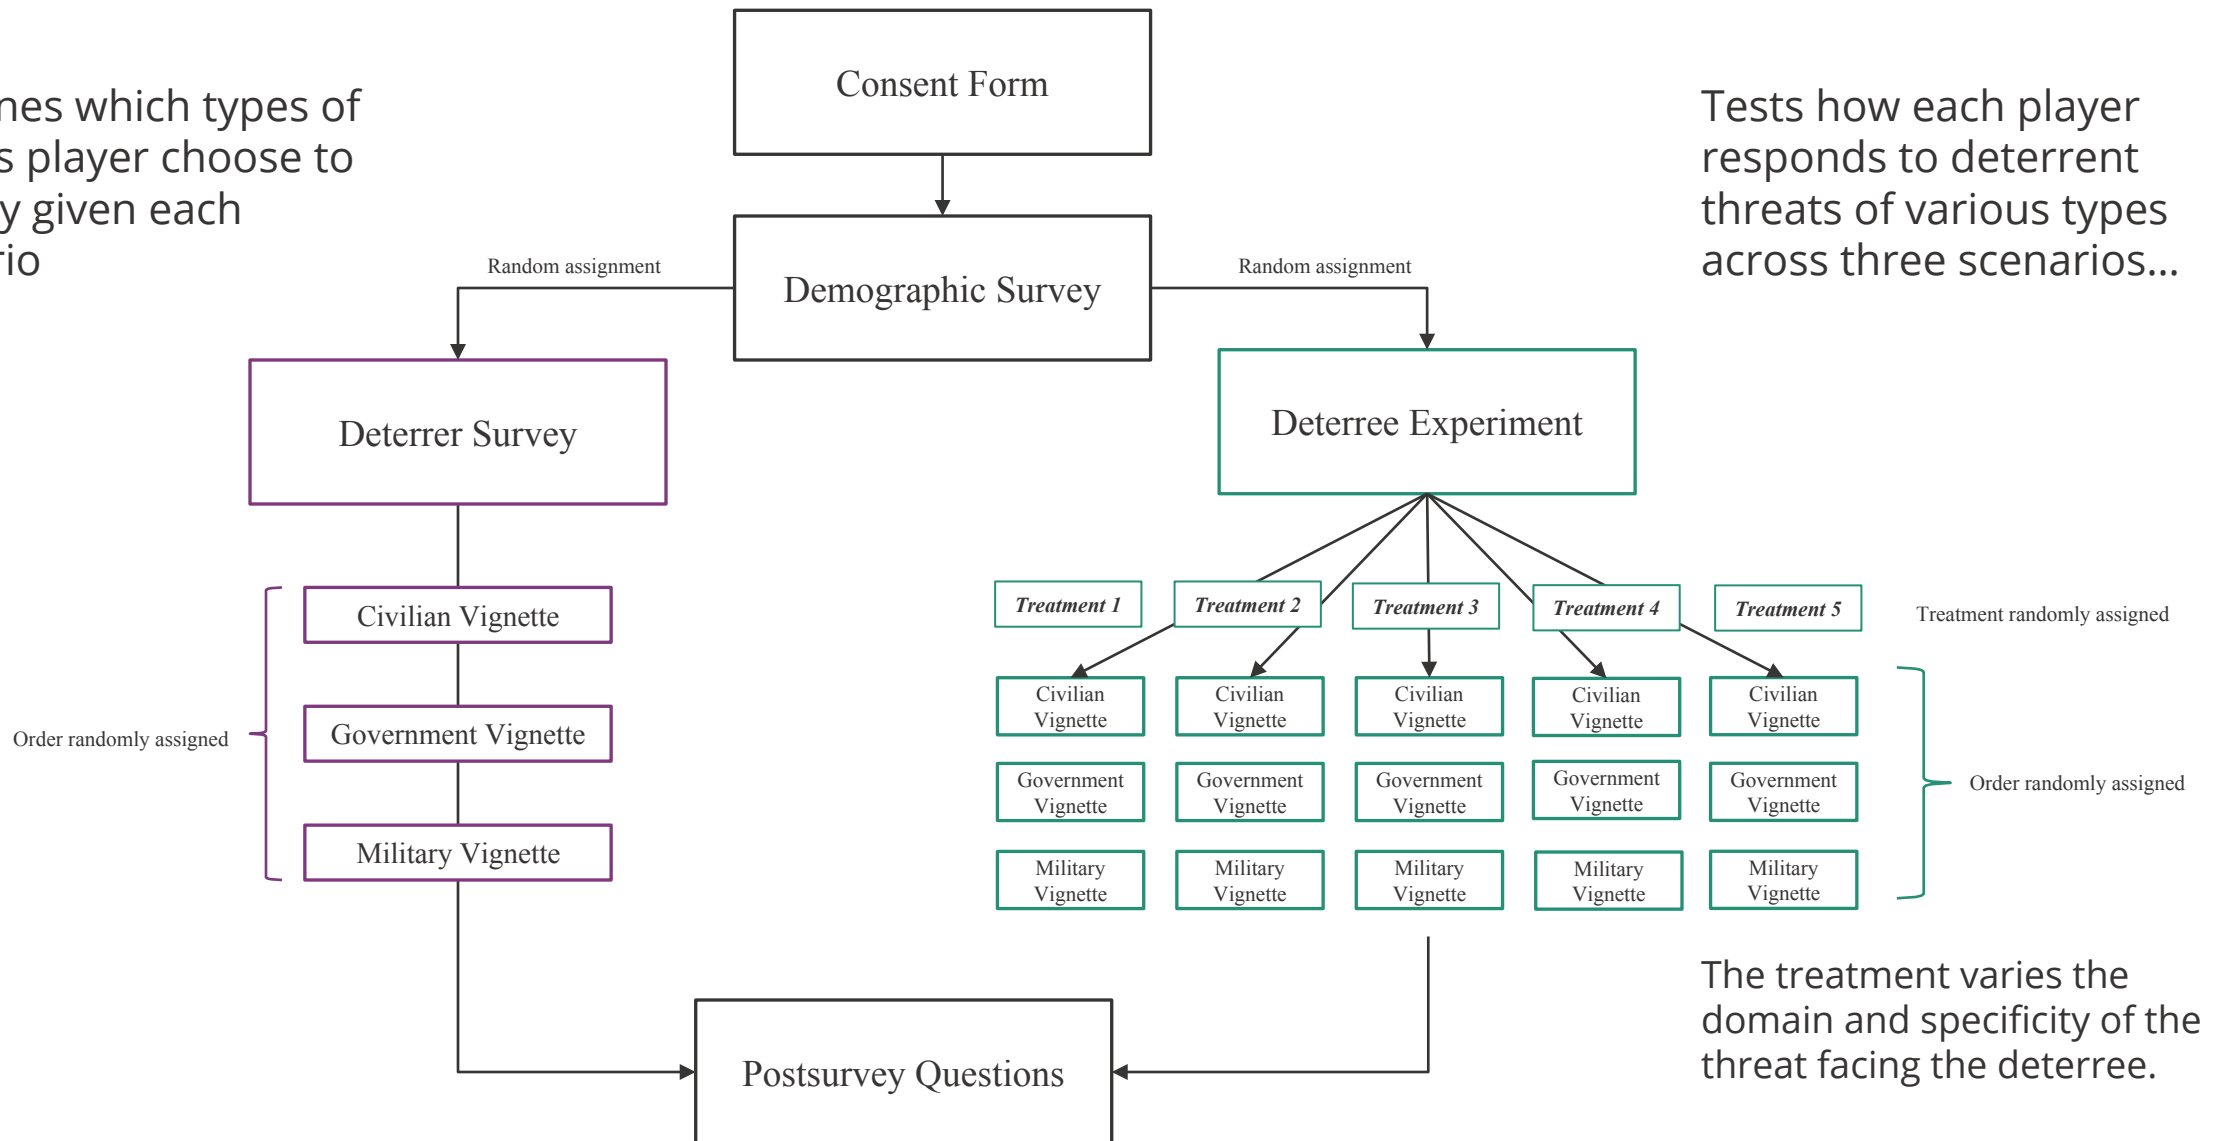 Consent Form
nes which types of
s player choose to
y given each
rio
Tests how each player
responds to deterrent
threats of various types
across three scenarios...
Random assignment
Demographic Survey
Random assignment
Deterrer Survey
Deterree Experiment
Civilian Vignette
Government Vignette
Military Vignette
Order randomly assigned
Treatment 1
Treatment 2
Treatment 3
Treatment 4
Treatment 5
Treatment randomly assigned
Civilian
Vignette
Civilian
Vignette
Civilian
Vignette
Civilian
Vignette
Civilian
Vignette
Government
Vignette
Government
Vignette
Government
Vignette
Government
Vignette
Government
Vignette
Military
Vignette
Military
Vignette
Military
Vignette
Military
Vignette
Military
Vignette
Order randomly assigned
The treatment varies the
domain and specificity of the
threat facing the deterree.
Postsurvey Questions